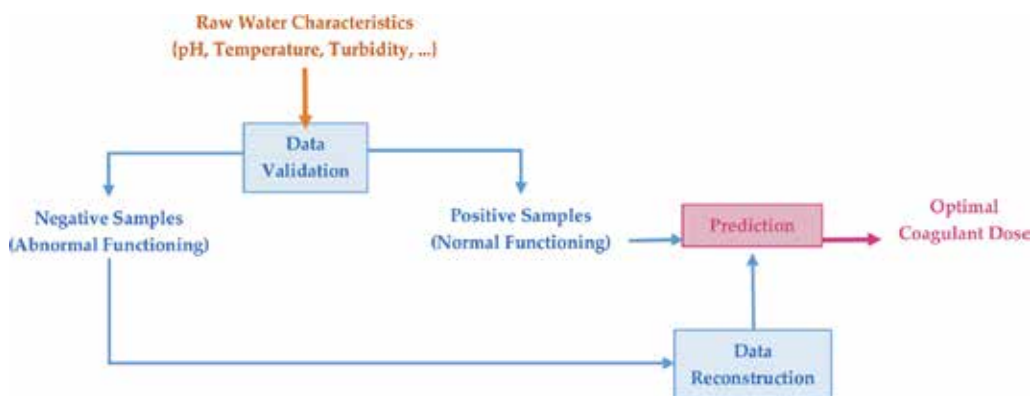 Raw Water Characteristics
{pH, Temperature, Turbidity, ...}
Data
Validation
Negative Samples
(Abnormal Functioning)
Positive Samples
(Normal Functioning)
Prediction
Optimal
Coagulant Dose
Data
Reconstruction